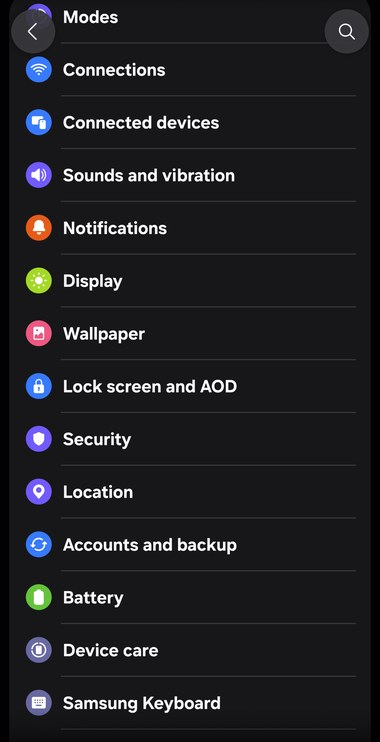 Modes
Connections
Connected devices
Sounds and vibration
Notifications
Display
Wallpaper
Lock screen and AOD
Security
Location
Accounts and backup
Battery
Device care
Samsung Keyboard